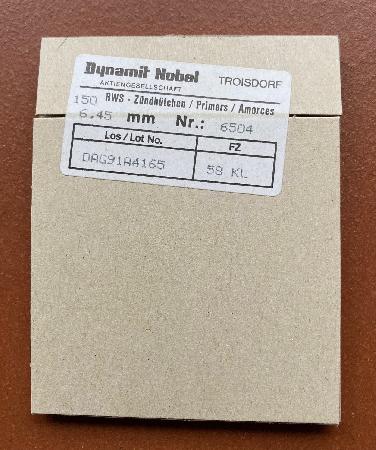 Dynamit Nobel TROISDORF
AKTIENGESELLSCHAFT
150 RWS - Zündhütchen / Primers / Amorces
6.45 mm Nr.: 6504
Los / Lot No. FZ
DAG91A4165 58 KL